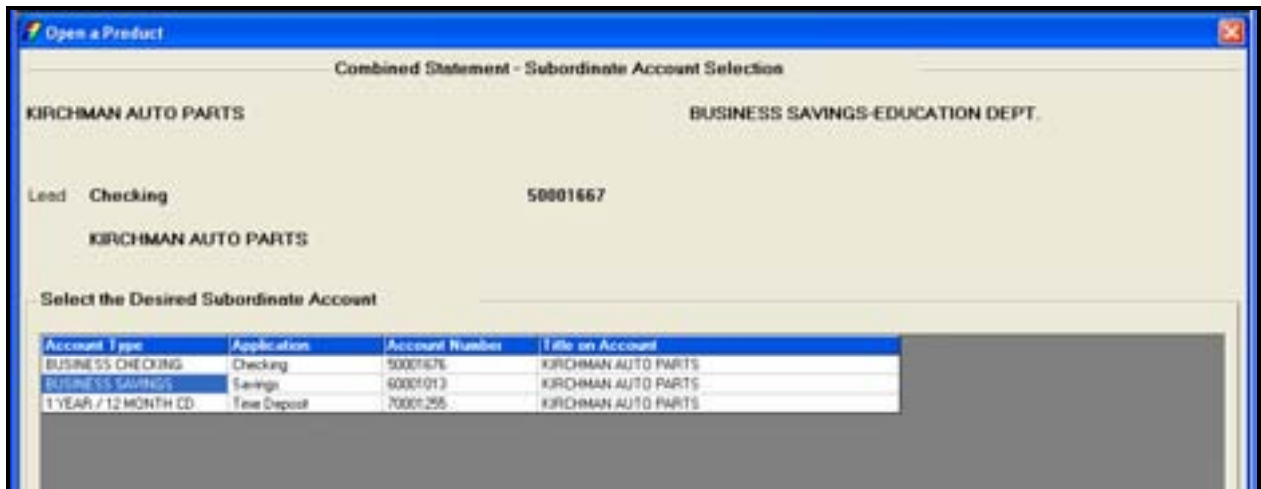 Open a Product
Combined Statement - Subordinate Account Selection
KIRCHMAN AUTO PARTS BUSINESS SAVINGS-EDUCATION DEPT.
Lead Checking 50001667
KIRCHMAN AUTO PARTS
Select the Desired Subordinate Account
Account Type Application Account Number Title on Account
BUSINESS CHECKING Checking 50001676 KIRCHMAN AUTO PARTS
BUSINESS SAVINGS Savings 60001013 KIRCHMAN AUTO PARTS
1 YEAR / 12 MONTH CD Time Deposit 70001255 KIRCHMAN AUTO PARTS